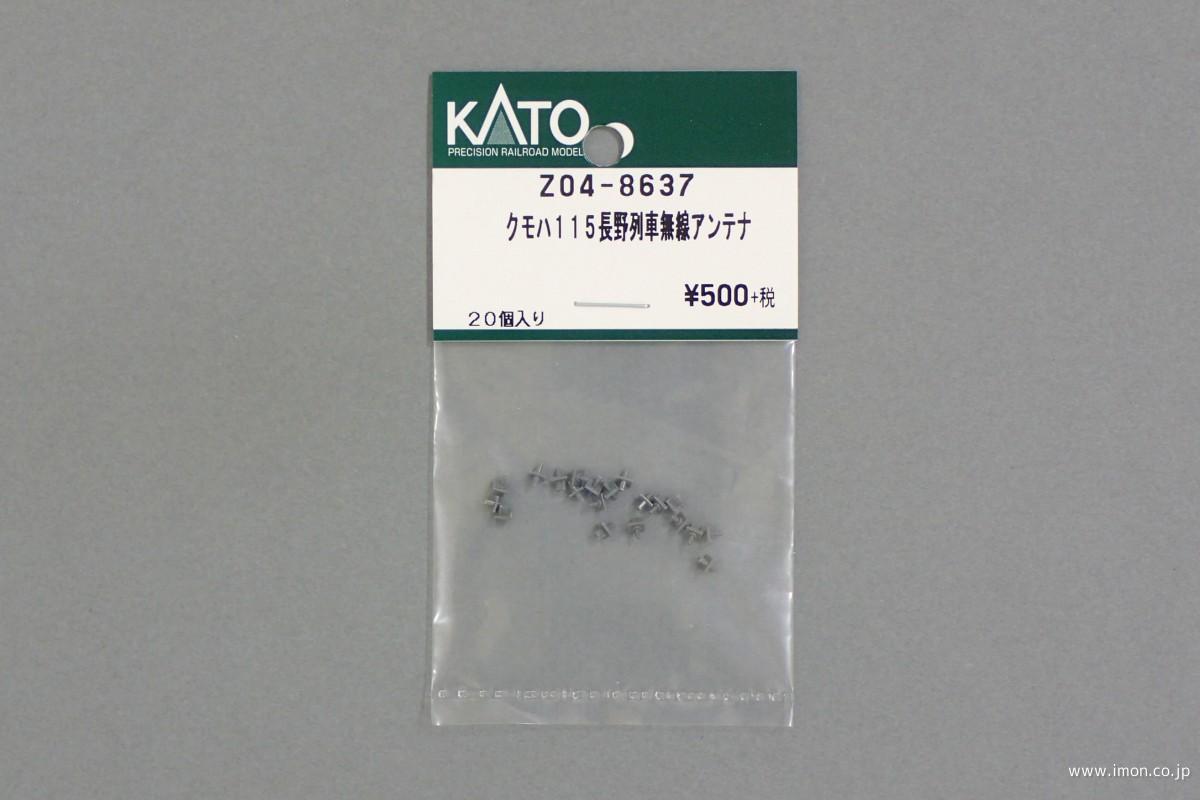 KATO
PRECISION RAILROAD MODEL
Z04-8637
クモハ115長野列車無線アンテナ
¥500+税
20個入り
www.imon.co.jp